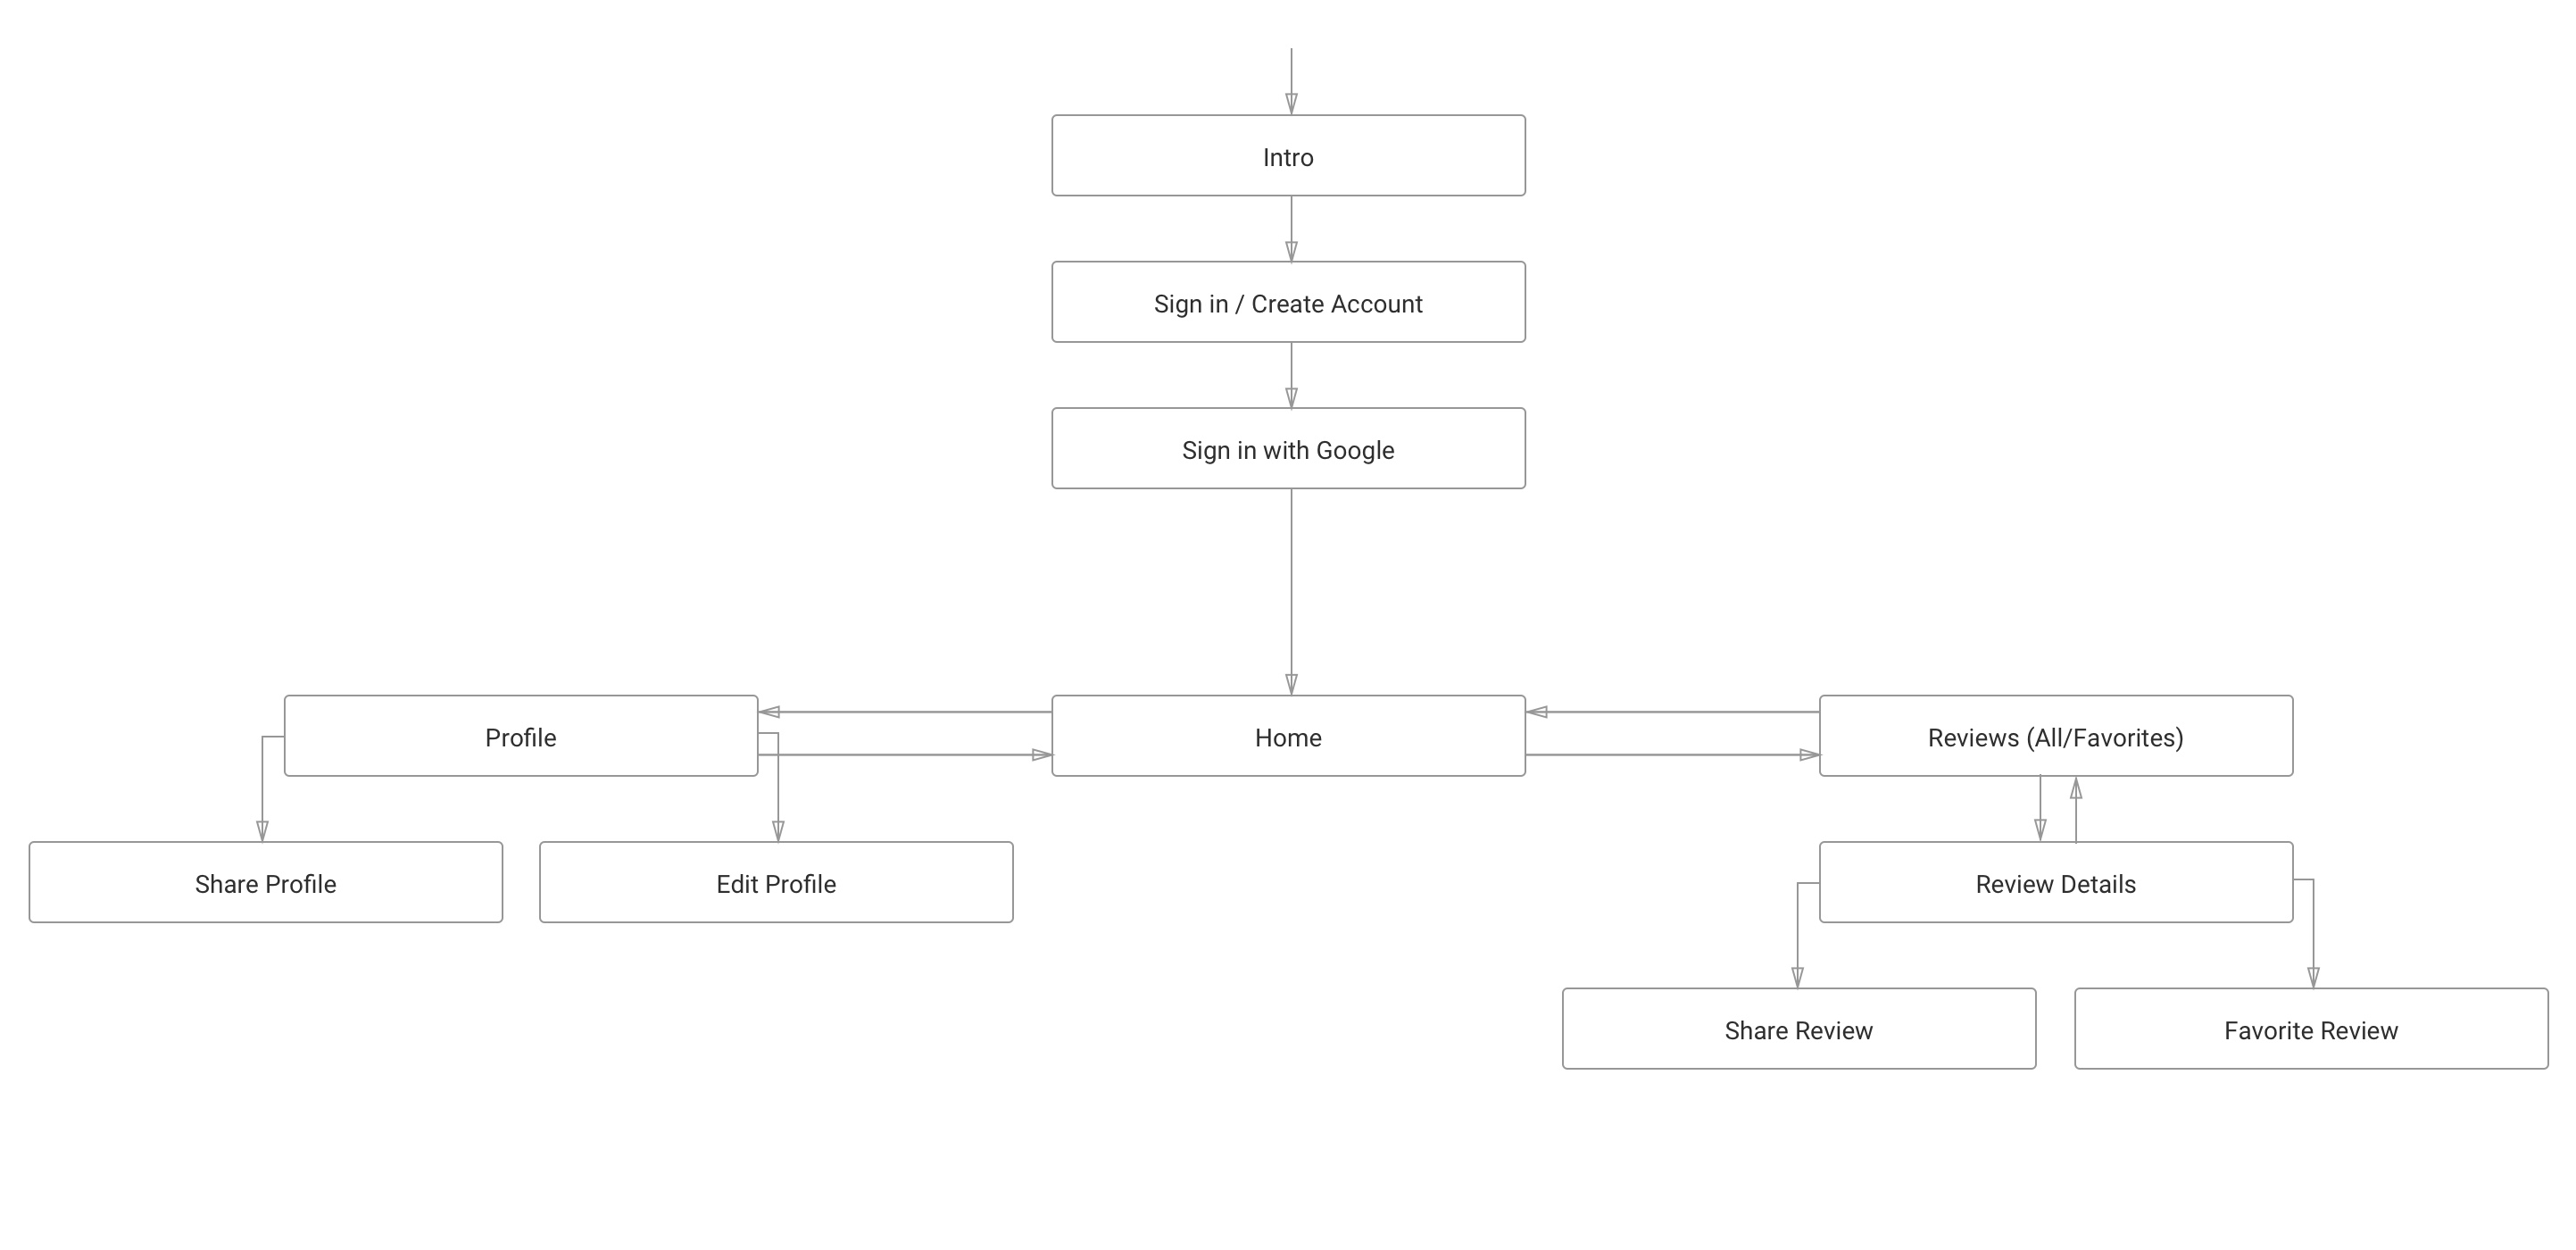 Intro
Sign in / Create Account
Sign in with Google
Profile
Home
Reviews (All/Favorites)
Share Profile
Edit Profile
Review Details
Share Review
Favorite Review